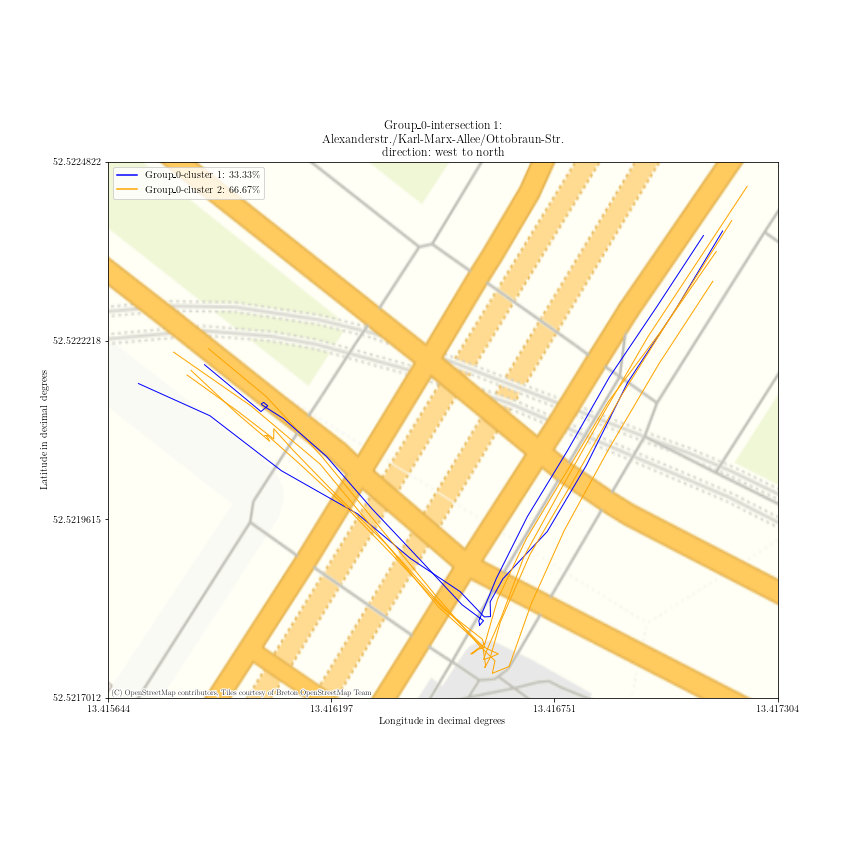 Group_0-intersection 1:
Alexanderstr./Karl-Marx-Allee/Ottobraun-Str.
direction: west to north
52.5224822
52.5222218
52.5219615
52.5217012
Latitude in decimal degrees
Group_0-cluster 1: 33.33%
Group_0-cluster 2: 66.67%
(C) OpenStreetMap contributors, Tiles courtesy of Breton OpenStreetMap Team
13.415644
13.416197
13.416751
13.417304
Longitude in decimal degrees